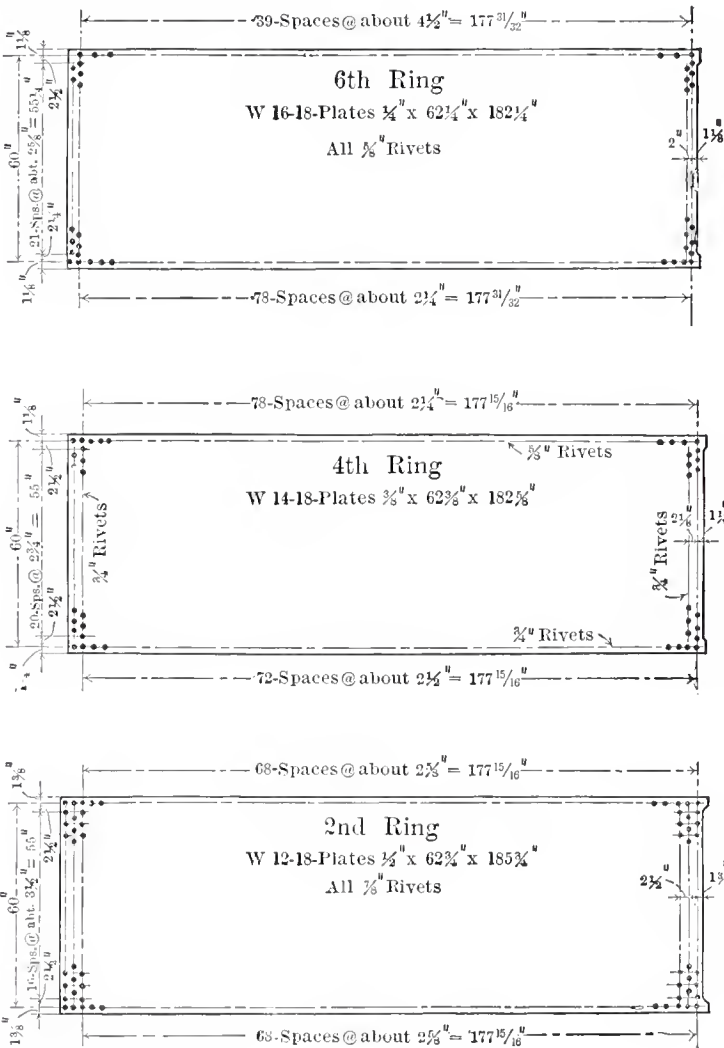 39-Spaces @ about 4½" = 177 31/32"
1⅛"
2½"
60"
21-Sps. @ abt. 2⅝" = 55¼"
2¼"
1⅛"
6th Ring
W 16-18-Plates ¼" x 62¼" x 182¼"
All ⅝" Rivets
2"
1⅛"
78-Spaces @ about 2¼" = 177 31/32"
78-Spaces @ about 2¼" = 177 15/16"
1⅛"
2½"
60"
20-Sps. @ 2¾" = 55"
2½"
¾" Rivets
⅝" Rivets
4th Ring
W 14-18-Plates ⅜" x 62⅜" x 182⅝"
2⅛"
¾" Rivets
¾" Rivets
72-Spaces @ about 2½" = 177 15/16"
68-Spaces @ about 2⅝" = 177 15/16"
1⅜"
60"
Sps. @ abt. 3½" = 55"
1⅜"
2nd Ring
W 12-18-Plates ½" x 62¾" x 185¾"
All ⅞" Rivets
2½"
68-Spaces @ about 2⅝" = 177 15/16"